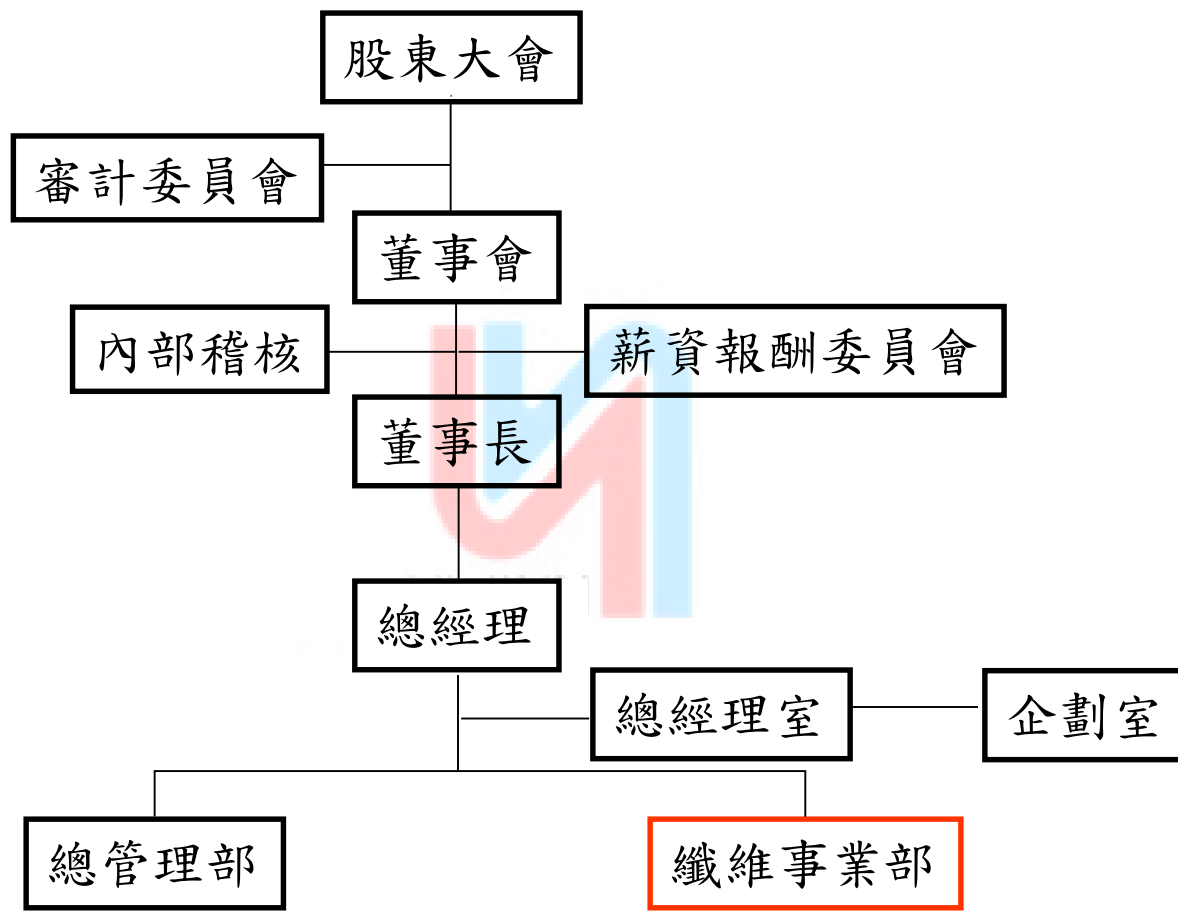 股東大會
審計委員會
董事會
內部稽核
薪資報酬委員會
董事長
總經理
總經理室
企劃室
總管理部
纖維事業部